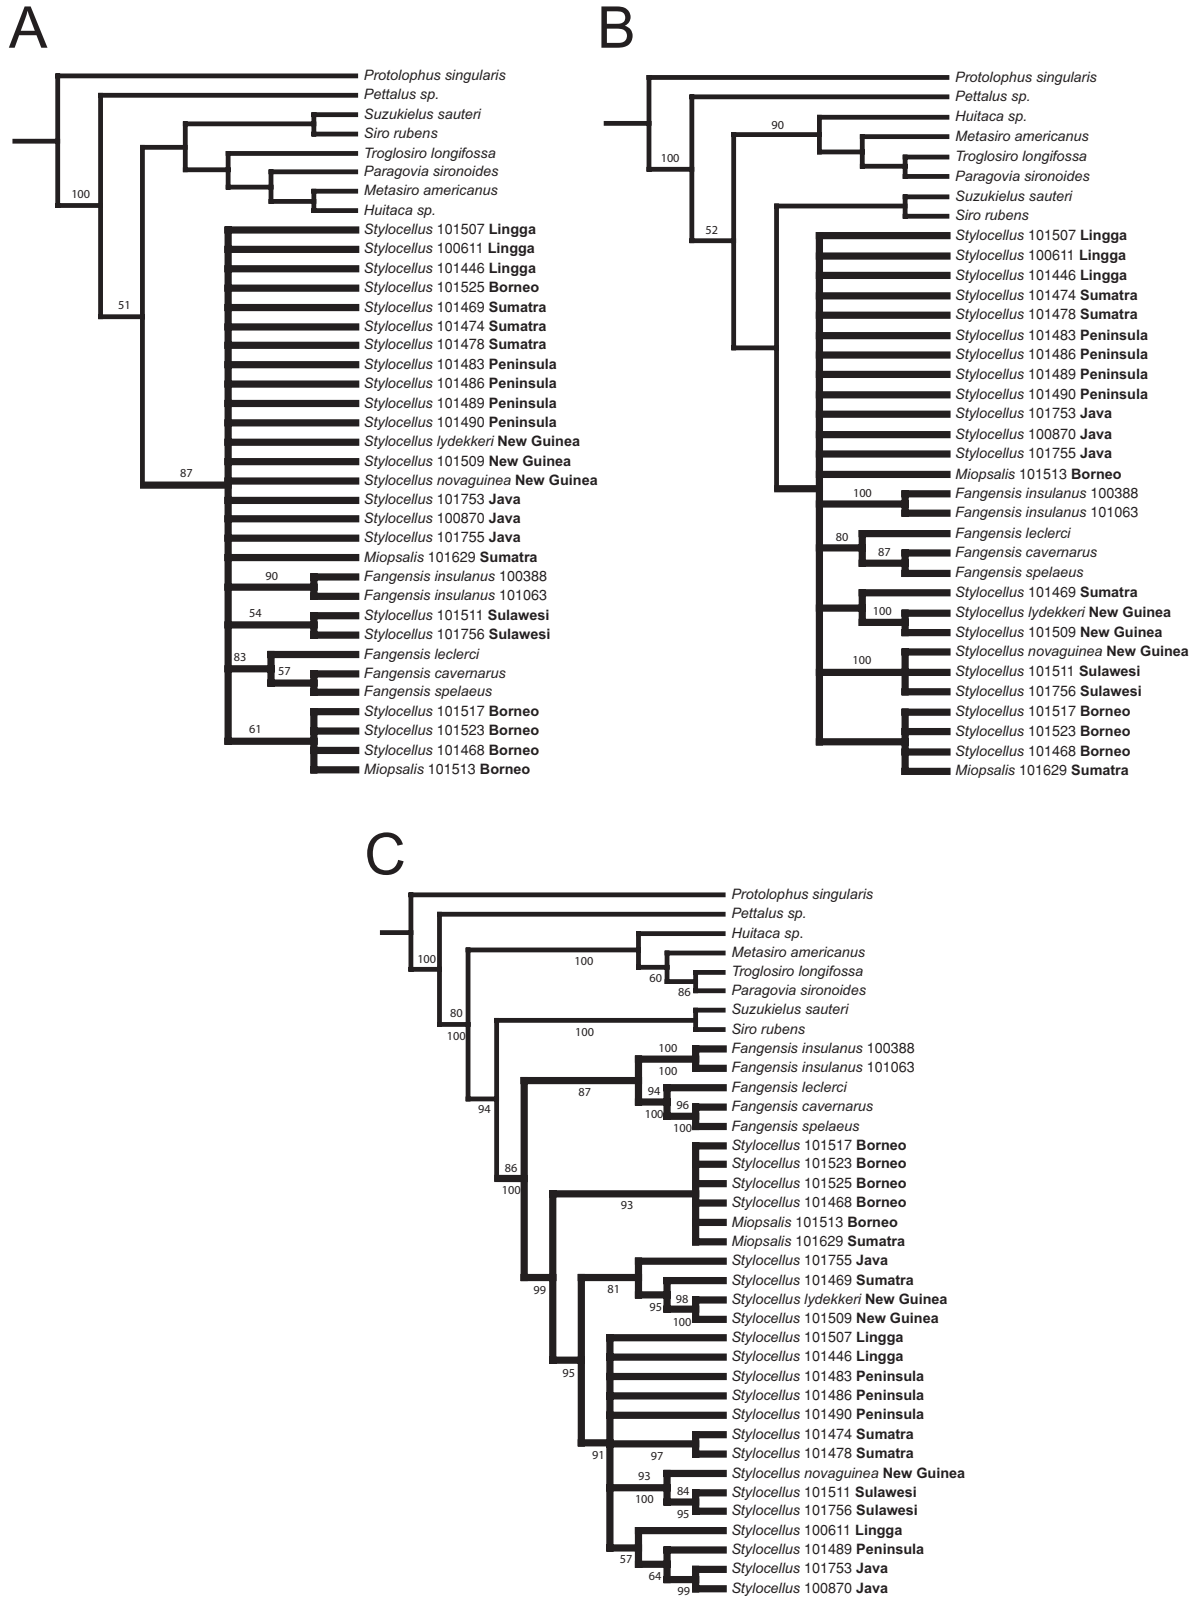 A
Protolophus singularis
Pettalus sp.
Suzukielus sauteri
Siro rubens
Troglosiro longifossa
Paragovia sironoides
Metasiro americanus
100
Huitaca sp.
Stylocellus 101507 Lingga
Stylocellus 100611 Lingga
Stylocellus 101446 Lingga
Stylocellus 101525 Borneo
51
Stylocellus 101469 Sumatra
Stylocellus 101474 Sumatra
Stylocellus 101478 Sumatra
Stylocellus 101483 Peninsula
Stylocellus 101486 Peninsula
Stylocellus 101489 Peninsula
Stylocellus 101490 Peninsula
Stylocellus lydekkeri New Guinea
Stylocellus 101509 New Guinea
87
Stylocellus novaguinea New Guinea
Stylocellus 101753 Java
Stylocellus 100870 Java
Stylocellus 101755 Java
Miopsalis 101629 Sumatra
90
Fangensis insulanus 100388
Fangensis insulanus 101063
54
Stylocellus 101511 Sulawesi
Stylocellus 101756 Sulawesi
83
Fangensis leclerci
57
Fangensis cavernarus
Fangensis spelaeus
Stylocellus 101517 Borneo
61
Stylocellus 101523 Borneo
Stylocellus 101468 Borneo
Miopsalis 101513 Borneo
B
Protolophus singularis
Pettalus sp.
Huitaca sp.
90
Metasiro americanus
100
Troglosiro longifossa
Paragovia sironoides
Suzukielus sauteri
Siro rubens
52
Stylocellus 101507 Lingga
Stylocellus 100611 Lingga
Stylocellus 101446 Lingga
Stylocellus 101474 Sumatra
Stylocellus 101478 Sumatra
Stylocellus 101483 Peninsula
Stylocellus 101486 Peninsula
Stylocellus 101489 Peninsula
Stylocellus 101490 Peninsula
Stylocellus 101753 Java
Stylocellus 100870 Java
Stylocellus 101755 Java
Miopsalis 101513 Borneo
100
Fangensis insulanus 100388
Fangensis insulanus 101063
80
Fangensis leclerci
87
Fangensis cavernarus
Fangensis spelaeus
Stylocellus 101469 Sumatra
100
Stylocellus lydekkeri New Guinea
Stylocellus 101509 New Guinea
Stylocellus novaguinea New Guinea
100
Stylocellus 101511 Sulawesi
Stylocellus 101756 Sulawesi
Stylocellus 101517 Borneo
Stylocellus 101523 Borneo
Stylocellus 101468 Borneo
Miopsalis 101629 Sumatra
C
Protolophus singularis
Pettalus sp.
Huitaca sp.
Metasiro americanus
100
100
Troglosiro longifossa
60
Paragovia sironoides
86
Suzukielus sauteri
80
Siro rubens
100
100
Fangensis insulanus 100388
100
Fangensis insulanus 101063
100
Fangensis leclerci
87
94
Fangensis cavernarus
96
94
100
Fangensis spelaeus
100
Stylocellus 101517 Borneo
Stylocellus 101523 Borneo
86
Stylocellus 101525 Borneo
100
Stylocellus 101468 Borneo
93
Miopsalis 101513 Borneo
Miopsalis 101629 Sumatra
Stylocellus 101755 Java
Stylocellus 101469 Sumatra
99
81
Stylocellus lydekkeri New Guinea
98
95
Stylocellus 101509 New Guinea
100
Stylocellus 101507 Lingga
Stylocellus 101446 Lingga
95
Stylocellus 101483 Peninsula
Stylocellus 101486 Peninsula
Stylocellus 101490 Peninsula
Stylocellus 101474 Sumatra
91
97
Stylocellus 101478 Sumatra
93
Stylocellus novaguinea New Guinea
84
100
Stylocellus 101511 Sulawesi
95
Stylocellus 101756 Sulawesi
Stylocellus 100611 Lingga
57
Stylocellus 101489 Peninsula
64
Stylocellus 101753 Java
99
Stylocellus 100870 Java